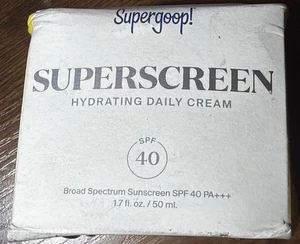 Supergoop!
SUPERSCREEN
HYDRATING DAILY CREAM
SPF
40
Broad Spectrum Sunscreen SPF 40 PA+++
1.7 fl. oz. / 50 ml.